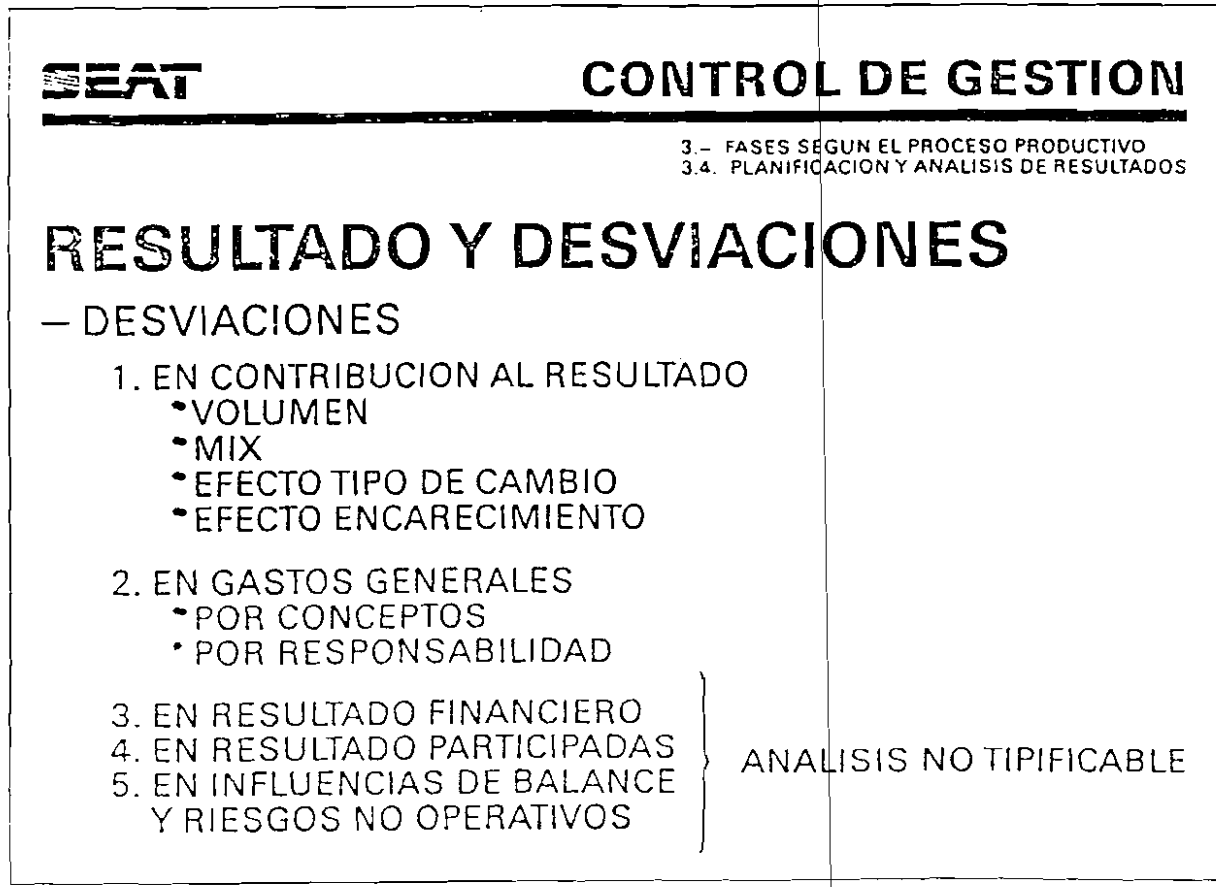 SEAT
CONTROL DE GESTION
3.- FASES SEGUN EL PROCESO PRODUCTIVO
3.4. PLANIFICACION Y ANALISIS DE RESULTADOS
RESULTADO Y DESVIACIONES
– DESVIACIONES
1. EN CONTRIBUCION AL RESULTADO
•VOLUMEN
•MIX
•EFECTO TIPO DE CAMBIO
•EFECTO ENCARECIMIENTO
2. EN GASTOS GENERALES
•POR CONCEPTOS
• POR RESPONSABILIDAD
3. EN RESULTADO FINANCIERO
4. EN RESULTADO PARTICIPADAS
5. EN INFLUENCIAS DE BALANCE
Y RIESGOS NO OPERATIVOS
ANALISIS NO TIPIFICABLE